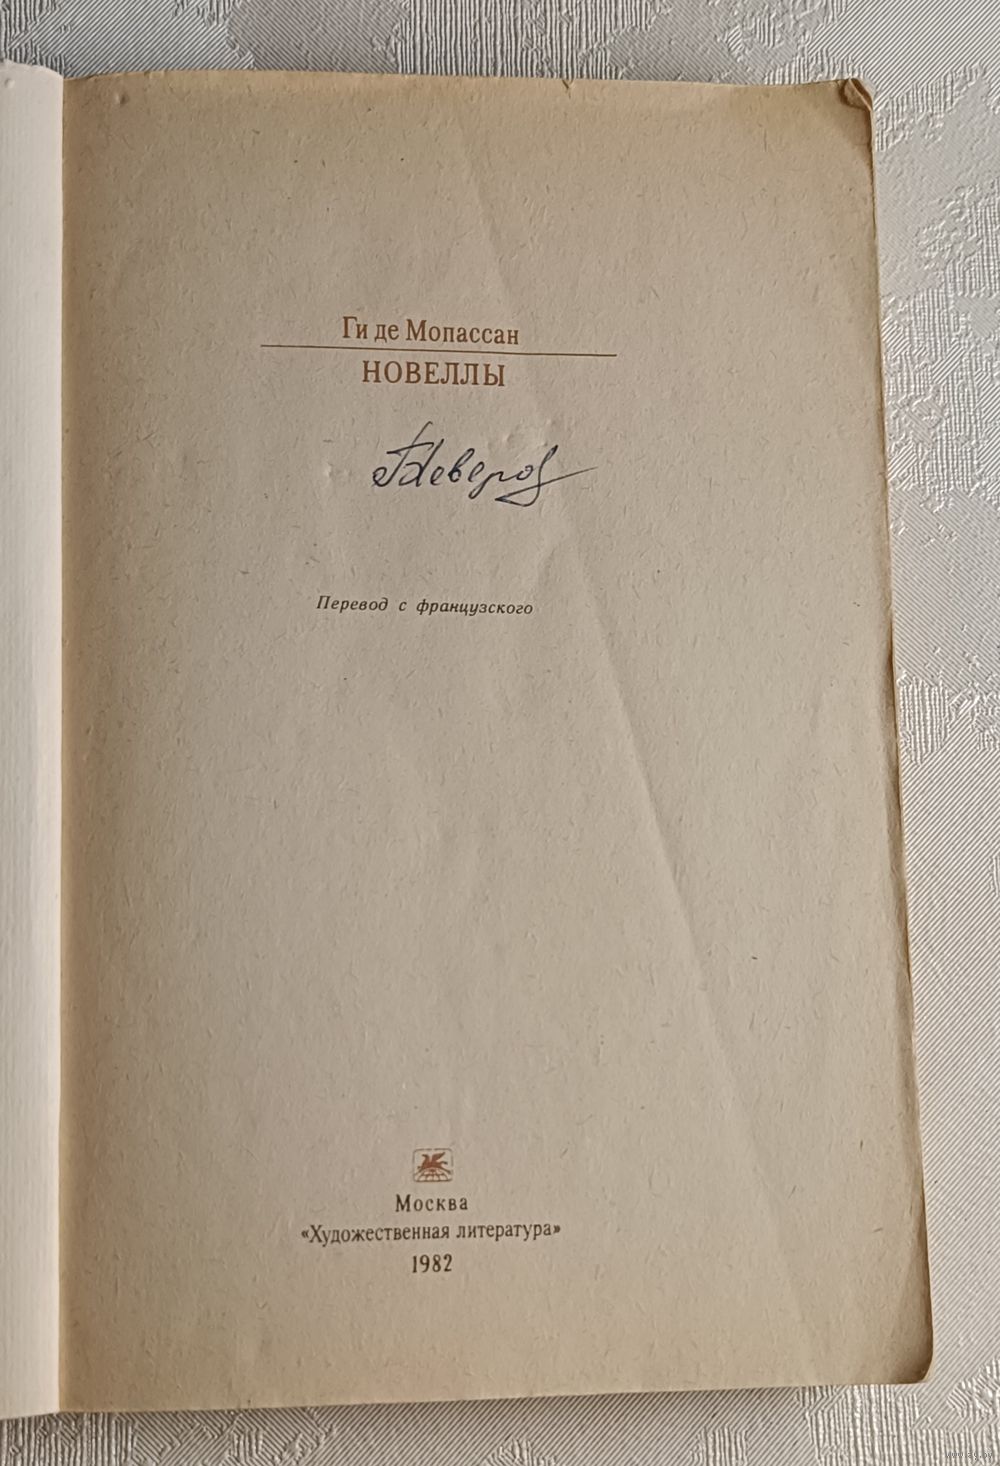 Ги де Мопассан
НОВЕЛЛЫ
Перевод с французского
Москва
«Художественная литература»
1982